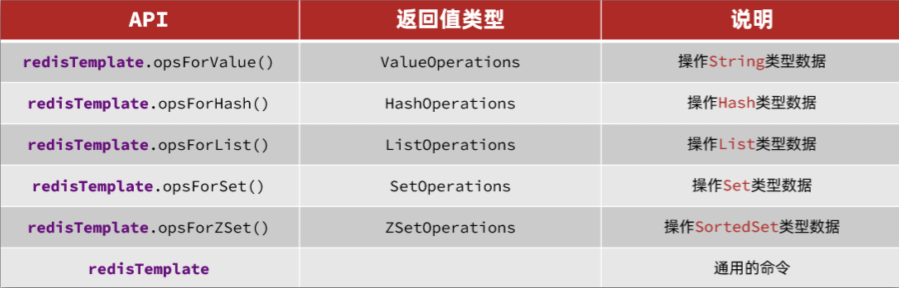 API 返回值类型 说明
redisTemplate.opsForValue() ValueOperations 操作String类型数据
redisTemplate.opsForHash() HashOperations 操作Hash类型数据
redisTemplate.opsForList() ListOperations 操作List类型数据
redisTemplate.opsForSet() SetOperations 操作Set类型数据
redisTemplate.opsForZSet() ZSetOperations 操作SortedSet类型数据
redisTemplate 通用的命令